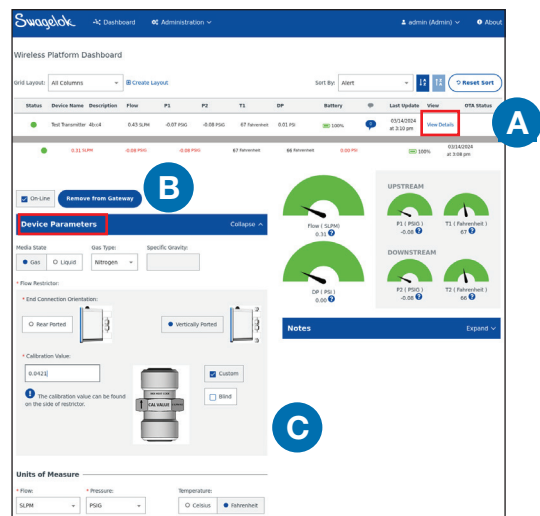 Swagelok Dashboard Administration admin (Admin) About
Wireless Platform Dashboard
Grid Layout: All Columns Create Layout Sort By: Alert Reset Sort
Status Device Name Description Flow P1 P2 T1 DP Battery Last Update View OTA Status
Test Transmitter 4bc4 0.43 SLPM -0.07 PSIG -0.08 PSIG 67 Fahrenheit 0.01 PSI 100% 03/14/2024 at 3:10 pm View Details
A
0.31 SLPM -0.08 PSIG -0.08 PSIG 67 Fahrenheit 66 Fahrenheit 0.00 PSI 100% 03/14/2024 at 3:08 pm
B
On-Line Remove from Gateway
Device Parameters Collapse
Media State Gas Type: Specific Gravity:
Gas Liquid Nitrogen
* Flow Restrictor:
* End Connection Orientation:
Rear Ported Vertically Ported
* Calibration Value:
0.0421
Custom
Blind
! The calibration value can be found
on the side of restrictor.
CAL VALUE
C
Units of Measure
* Flow: * Pressure: Temperature:
SLPM PSIG Celsius Fahrenheit
Flow ( SLPM)
0.31 ?
DP ( PSI )
0.00 ?
UPSTREAM
P1 ( PSIG ) T1 ( Fahrenheit )
-0.08 ? 67 ?
DOWNSTREAM
P2 ( PSIG ) T2 ( Fahrenheit )
-0.08 ? 66 ?
Notes Expand